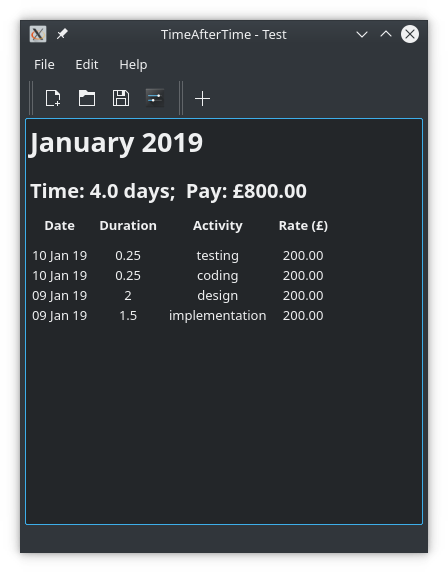 TimeAfterTime - Test
File Edit Help
January 2019
Time: 4.0 days; Pay: £800.00
Date Duration Activity Rate (£)
10 Jan 19 0.25 testing 200.00
10 Jan 19 0.25 coding 200.00
09 Jan 19 2 design 200.00
09 Jan 19 1.5 implementation 200.00